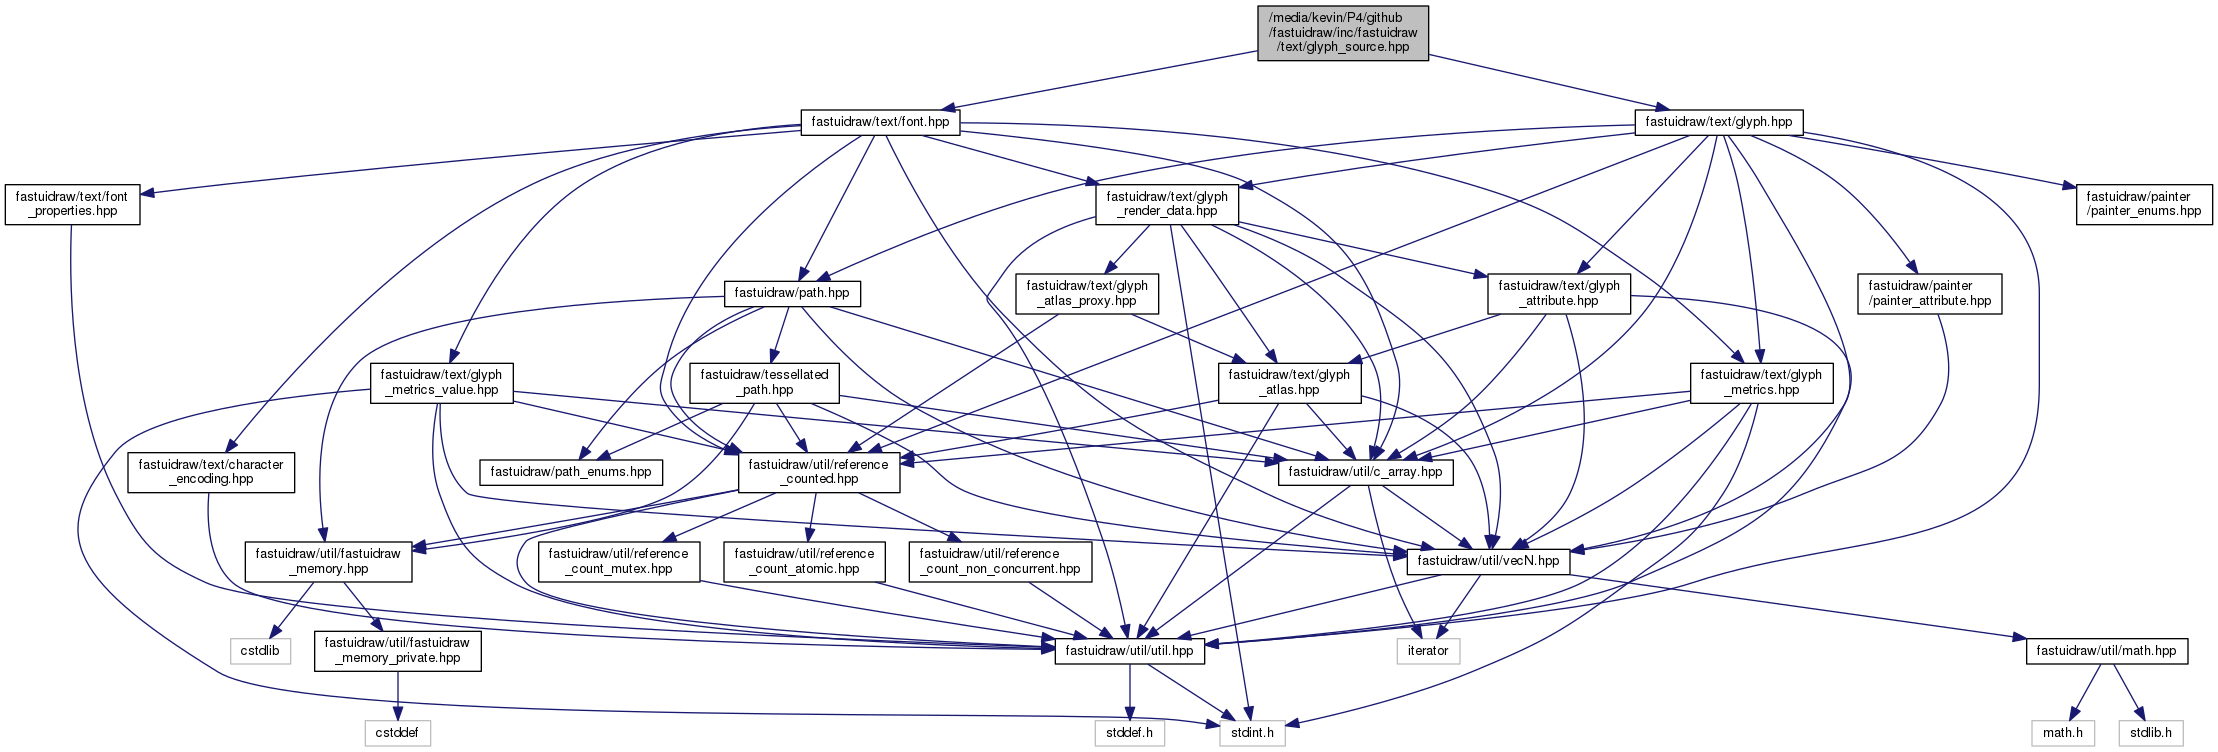 /media/kevin/P4/github
/fastuidraw/inc/fastuidraw
/text/glyph_source.hpp
fastuidraw/text/font.hpp
fastuidraw/text/glyph.hpp
fastuidraw/text/font
_properties.hpp
fastuidraw/text/glyph
_render_data.hpp
fastuidraw/painter
/painter_enums.hpp
fastuidraw/path.hpp
fastuidraw/text/glyph
_atlas_proxy.hpp
fastuidraw/text/glyph
_attribute.hpp
fastuidraw/painter
/painter_attribute.hpp
fastuidraw/text/glyph
_metrics_value.hpp
fastuidraw/tessellated
_path.hpp
fastuidraw/text/glyph
_atlas.hpp
fastuidraw/text/glyph
_metrics.hpp
fastuidraw/text/character
_encoding.hpp
fastuidraw/path_enums.hpp
fastuidraw/util/reference
_counted.hpp
fastuidraw/util/c_array.hpp
fastuidraw/util/fastuidraw
_memory.hpp
fastuidraw/util/reference
_count_mutex.hpp
fastuidraw/util/reference
_count_atomic.hpp
fastuidraw/util/reference
_count_non_concurrent.hpp
fastuidraw/util/vecN.hpp
cstdlib
fastuidraw/util/fastuidraw
_memory_private.hpp
fastuidraw/util/util.hpp
iterator
fastuidraw/util/math.hpp
cstddef
stddef.h
stdint.h
math.h
stdlib.h